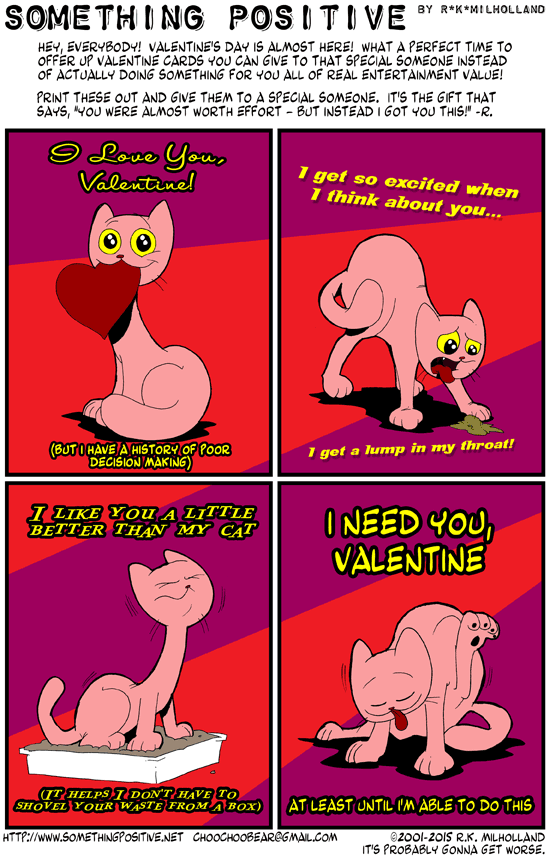 SOMETHING POSITIVE BY R*K*MILHOLLAND
HEY, EVERYBODY! VALENTINE'S DAY IS ALMOST HERE! WHAT A PERFECT TIME TO
OFFER UP VALENTINE CARDS YOU CAN GIVE TO THAT SPECIAL SOMEONE INSTEAD
OF ACTUALLY DOING SOMETHING FOR YOU ALL OF REAL ENTERTAINMENT VALUE!
PRINT THESE OUT AND GIVE THEM TO A SPECIAL SOMEONE. IT'S THE GIFT THAT
SAYS, "YOU WERE ALMOST WORTH EFFORT - BUT INSTEAD I GOT YOU THIS!" -R.
I Love You,
Valentine!
(BUT I HAVE A HISTORY OF POOR
DECISION MAKING)
I get so excited when
I think about you...
I get a lump in my throat!
I LIKE YOU A LITTLE
BETTER THAN MY CAT
(IT HELPS I DON'T HAVE TO
SHOVEL YOUR WASTE FROM A BOX)
I NEED YOU,
VALENTINE
AT LEAST UNTIL I'M ABLE TO DO THIS
HTTP://WWW.SOMETHINGPOSITIVE.NET CHOOCHOOBEAR@GMAIL.COM ©2001-2015 R.K. MILHOLLAND
IT'S PROBABLY GONNA GET WORSE.